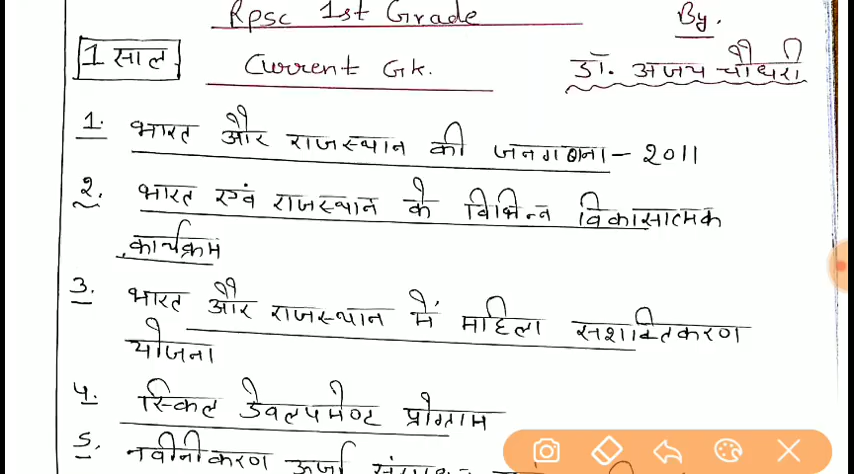 Rpsc 1st Grade
By.
1 साल
Current Gk.
डॉ. अजय चौधरी
1. भारत और राजस्थान की जनगणना - 2011
2. भारत एवं राजस्थान के विभिन्न विकासात्मक
कार्यक्रम
3. भारत और राजस्थान में महिला सशक्तिकरण
योजना
4. स्किल डेवलपमेण्ट प्रोग्राम
5. नवीनीकरण ऊर्जा